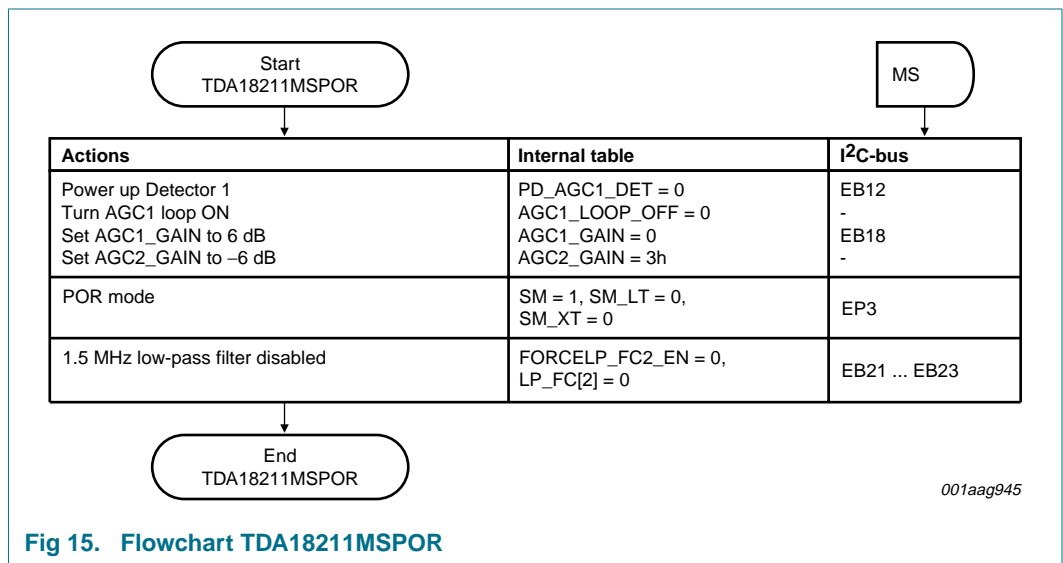 Start
TDA18211MSPOR
MS
Actions Internal table I2C-bus
Power up Detector 1 PD_AGC1_DET = 0 EB12
Turn AGC1 loop ON AGC1_LOOP_OFF = 0 -
Set AGC1_GAIN to 6 dB AGC1_GAIN = 0 EB18
Set AGC2_GAIN to −6 dB AGC2_GAIN = 3h -
POR mode SM = 1, SM_LT = 0,
SM_XT = 0 EP3
1.5 MHz low-pass filter disabled FORCELP_FC2_EN = 0,
LP_FC[2] = 0 EB21 ... EB23
End
TDA18211MSPOR
001aag945
Fig 15. Flowchart TDA18211MSPOR